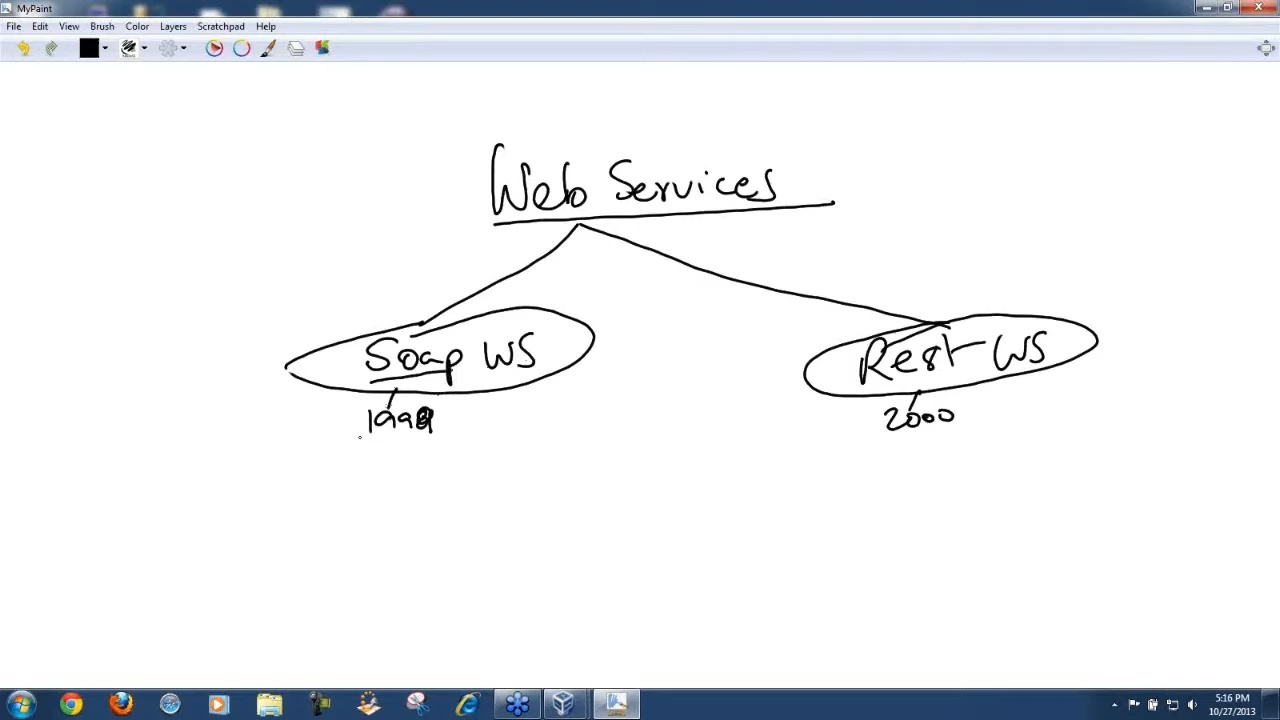 MyPaint
File Edit View Brush Color Layers Scratchpad Help
Web Services
Soap WS Rest WS
2000
5:16 PM
10/27/2013